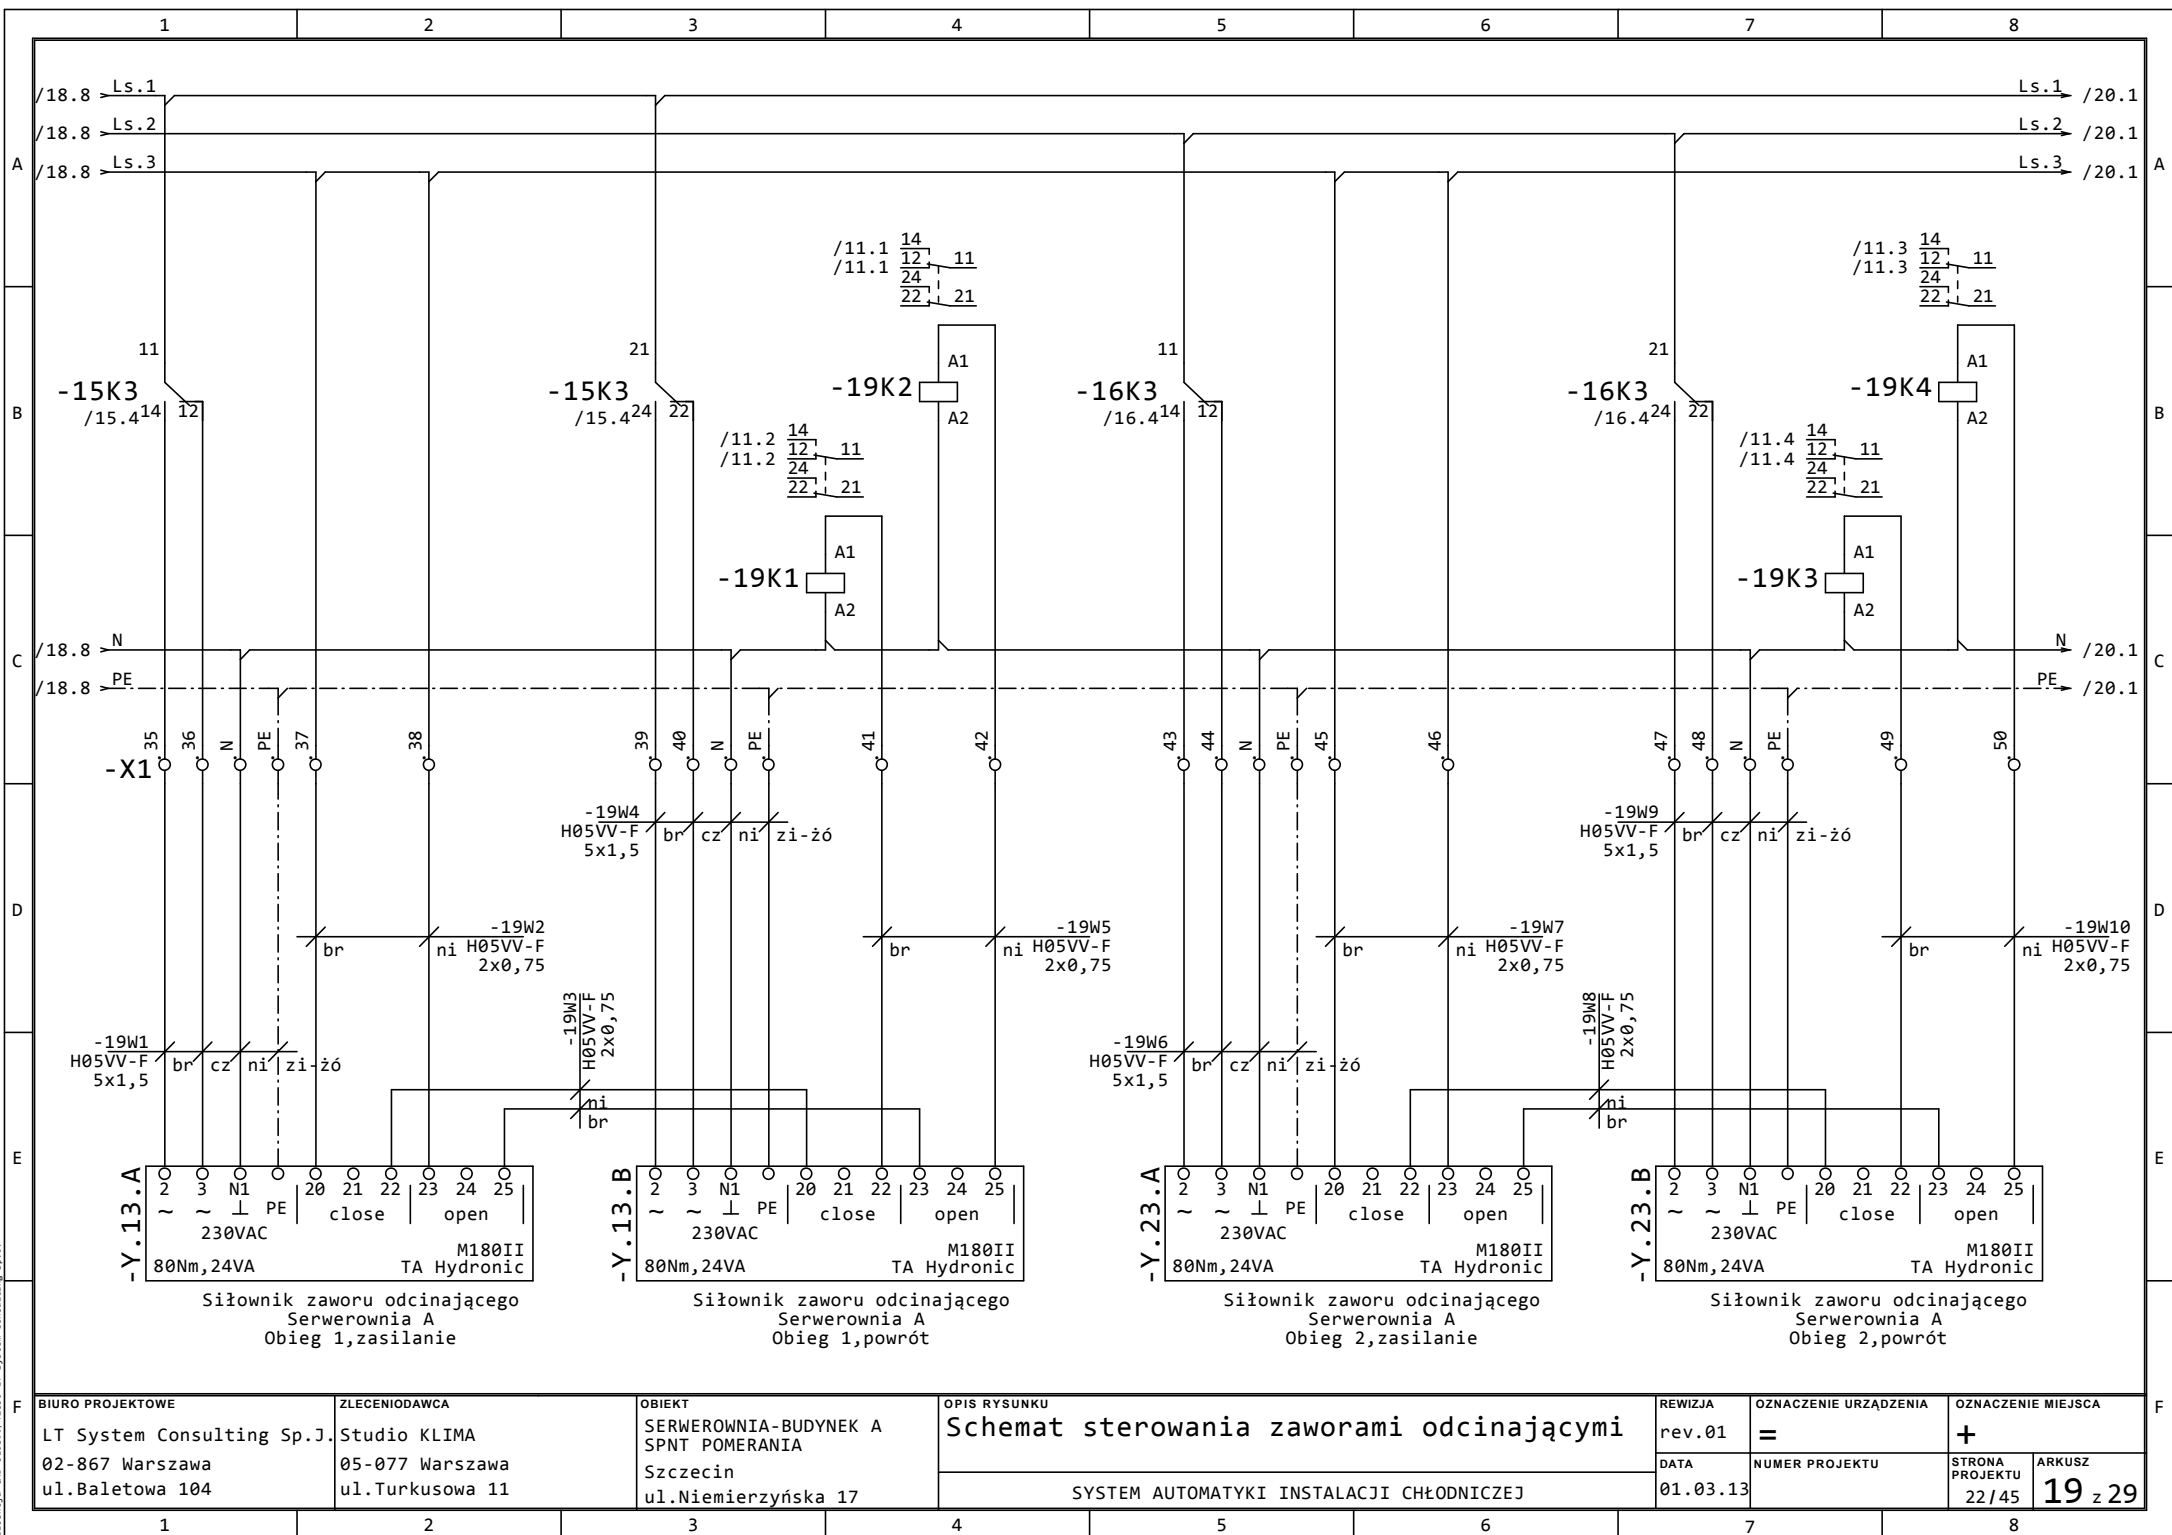 1 2 3 4 5 6 7 8
/18.8 Ls.1 Ls.1 /20.1
/18.8 Ls.2 Ls.2 /20.1
/18.8 Ls.3 Ls.3 /20.1
A A
/11.1 14
/11.1 12 11
24
22 21
/11.3 14
/11.3 12 11
24
22 21
11 21 11 21
-15K3 -15K3 -19K2 A1 -16K3 -16K3 -19K4 A1
/15.4 14 12 /15.4 24 22 A2 /16.4 14 12 /16.4 24 22 A2
B B
/11.2 14
/11.2 12 11
24
22 21
/11.4 14
/11.4 12 11
24
22 21
-19K1 A1 -19K3 A1
A2 A2
/18.8 N N /20.1
C C
/18.8 PE PE /20.1
35 36 N PE 37 38 39 40 N PE 41 42 43 44 N PE 45 46 47 48 N PE 49 50
-X1
-19W4
H05VV-F br cz ni zi-żó
5x1,5
-19W9
H05VV-F br cz ni zi-żó
5x1,5
D D
-19W2
br ni H05VV-F
2x0,75
-19W5
br ni H05VV-F
2x0,75
-19W7
br ni H05VV-F
2x0,75
-19W10
br ni H05VV-F
2x0,75
-19W3
H05VV-F
2x0,75
ni
br
-19W8
H05VV-F
2x0,75
ni
br
-19W1
H05VV-F br cz ni zi-żó
5x1,5
-19W6
H05VV-F br cz ni zi-żó
5x1,5
E E
-Y.13.A
2 3 N1 20 21 22 23 24 25
~ ~ ⊥ PE close open
230VAC
M180II
80Nm,24VA TA Hydronic
Siłownik zaworu odcinającego
Serwerownia A
Obieg 1,zasilanie
-Y.13.B
2 3 N1 20 21 22 23 24 25
~ ~ ⊥ PE close open
230VAC
M180II
80Nm,24VA TA Hydronic
Siłownik zaworu odcinającego
Serwerownia A
Obieg 1,powrót
-Y.23.A
2 3 N1 20 21 22 23 24 25
~ ~ ⊥ PE close open
230VAC
M180II
80Nm,24VA TA Hydronic
Siłownik zaworu odcinającego
Serwerownia A
Obieg 2,zasilanie
-Y.23.B
2 3 N1 20 21 22 23 24 25
~ ~ ⊥ PE close open
230VAC
M180II
80Nm,24VA TA Hydronic
Siłownik zaworu odcinającego
Serwerownia A
Obieg 2,powrót
F F
BIURO PROJEKTOWE
LT System Consulting Sp.J.
02-867 Warszawa
ul.Baletowa 104
ZLECENIODAWCA
Studio KLIMA
05-077 Warszawa
ul.Turkusowa 11
OBIEKT
SERWEROWNIA-BUDYNEK A
SPNT POMERANIA
Szczecin
ul.Niemierzyńska 17
OPIS RYSUNKU
Schemat sterowania zaworami odcinającymi
SYSTEM AUTOMATYKI INSTALACJI CHŁODNICZEJ
REWIZJA
rev.01
DATA
01.03.13
OZNACZENIE URZĄDZENIA
=
NUMER PROJEKTU
OZNACZENIE MIEJSCA
+
STRONA
PROJEKTU
22/45
ARKUSZ
19 z 29
1 2 3 4 5 6 7 8